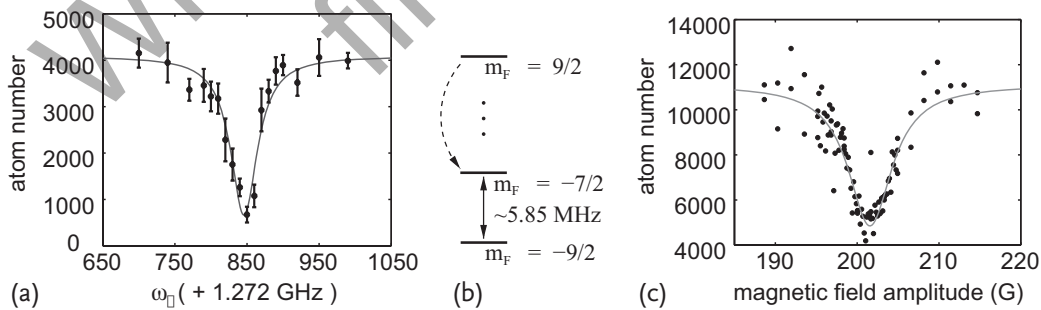 5000
4000
3000
2000
1000
0
atom number
650 750 850 950 1050
(a) ω▯( + 1.272 GHz )
m_F = 9/2
m_F = −7/2
~5.85 MHz
m_F = −9/2
(b)
12000
10000
8000
6000
4000
atom number
190 200 210 220
(c) magnetic field amplitude (G)